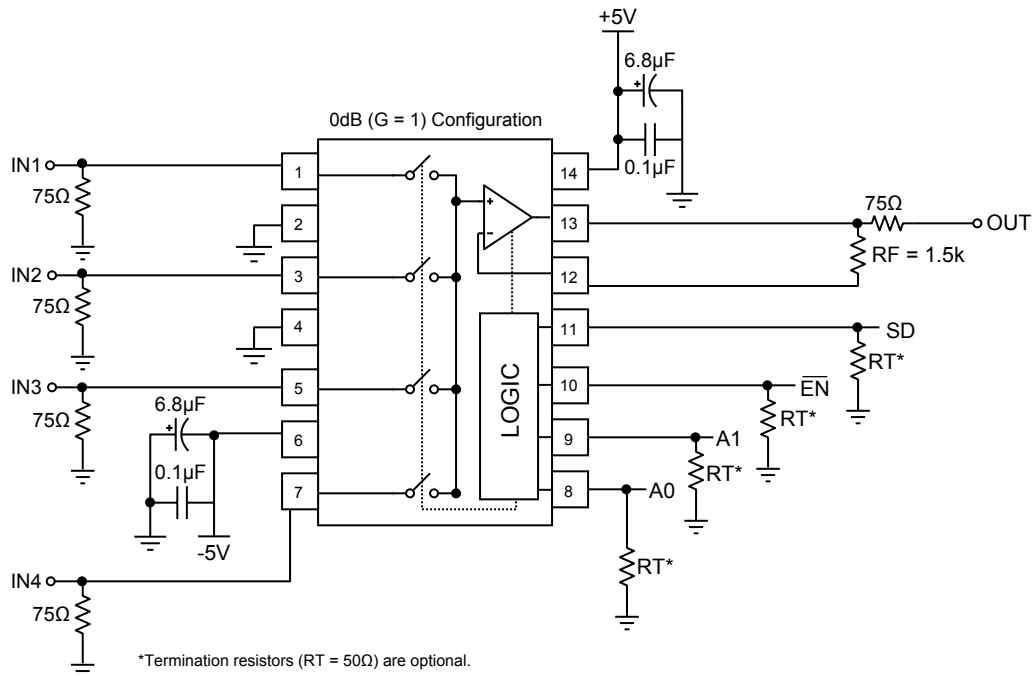 +5V
6.8µF
+
0dB (G = 1) Configuration
0.1µF
IN1
75Ω
1
14
2
13
75Ω
OUT
+
-
RF = 1.5k
IN2
75Ω
3
12
4
11
SD
RT*
IN3
75Ω
5
10
EN
RT*
LOGIC
6.8µF
+
6
9
A1
RT*
0.1µF
-5V
7
8
A0
RT*
IN4
75Ω
*Termination resistors (RT = 50Ω) are optional.